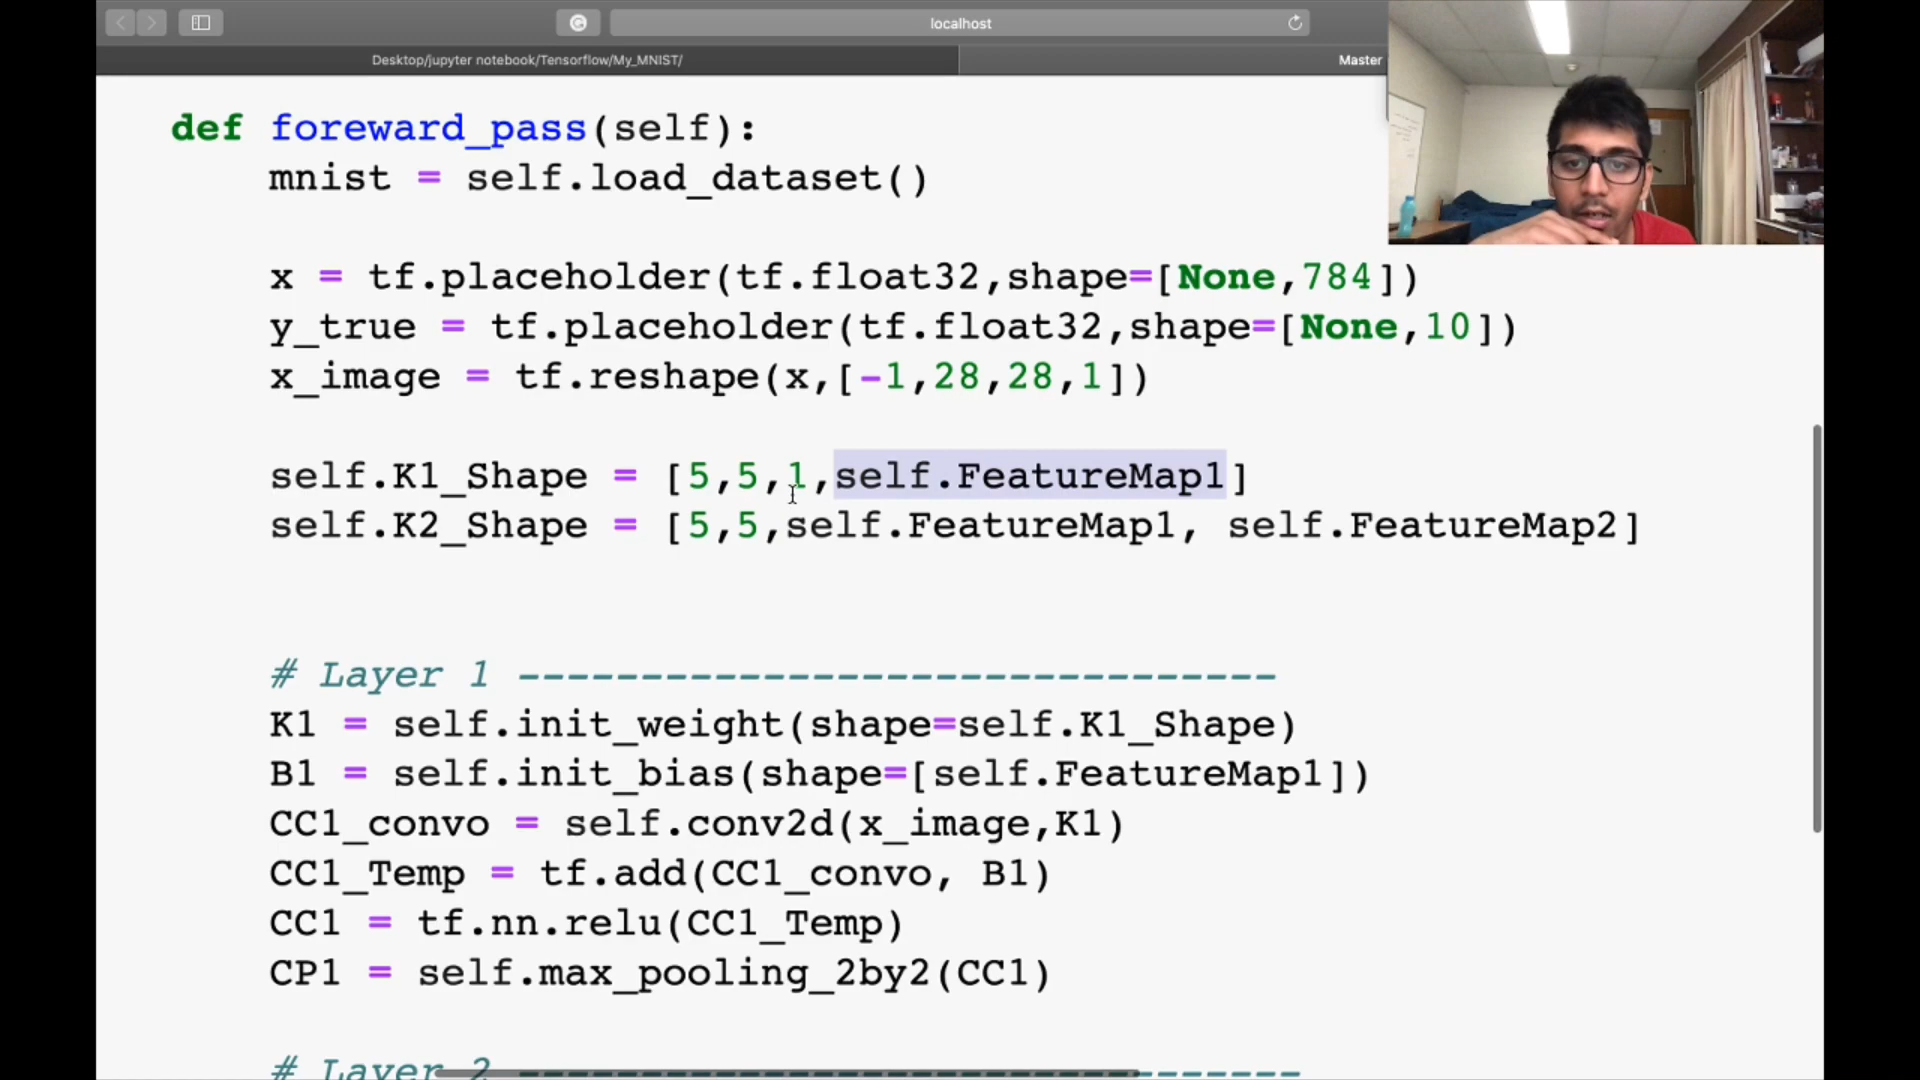 localhost
Desktop/jupyter notebook/Tensorflow/My_MNIST/
Master
def foreward_pass(self):
mnist = self.load_dataset()
x = tf.placeholder(tf.float32,shape=[None,784])
y_true = tf.placeholder(tf.float32,shape=[None,10])
x_image = tf.reshape(x,[-1,28,28,1])
self.K1_Shape = [5,5,1,self.FeatureMap1]
self.K2_Shape = [5,5,self.FeatureMap1, self.FeatureMap2]
# Layer 1 -------------------------------
K1 = self.init_weight(shape=self.K1_Shape)
B1 = self.init_bias(shape=[self.FeatureMap1])
CC1_convo = self.conv2d(x_image,K1)
CC1_Temp = tf.add(CC1_convo, B1)
CC1 = tf.nn.relu(CC1_Temp)
CP1 = self.max_pooling_2by2(CC1)
# Layer 2 --------------------------------